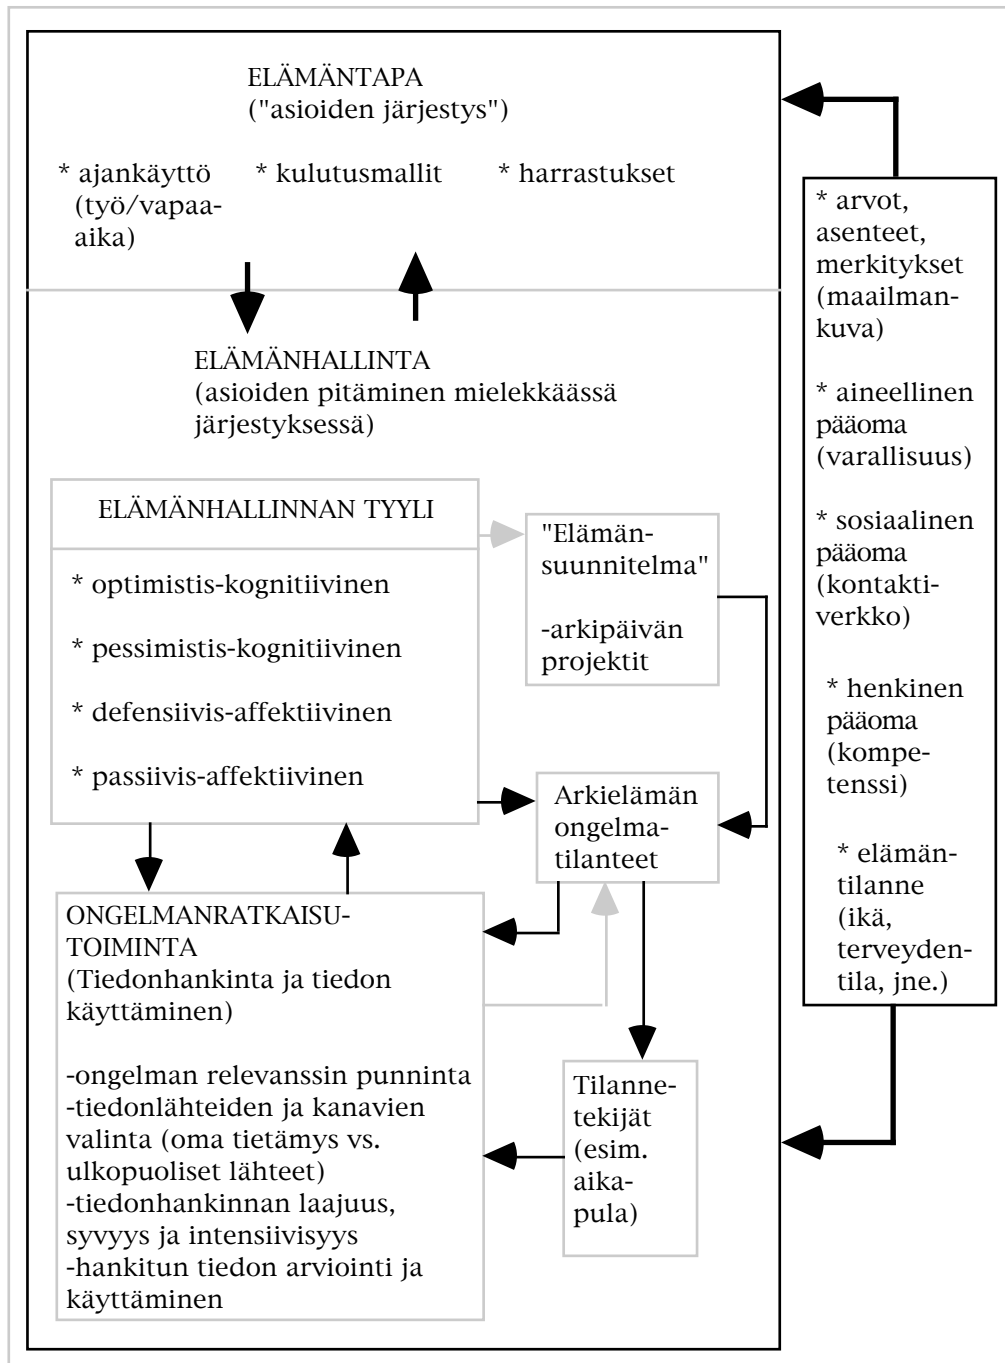 ELÄMÄNTAPA
("asioiden järjestys")
* ajankäyttö
(työ/vapaa-
aika)
* kulutusmallit
* harrastukset
ELÄMÄNHALLINTA
(asioiden pitäminen mielekkäässä
järjestyksessä)
ELÄMÄNHALLINNAN TYYLI
* optimistis-kognitiivinen
* pessimistis-kognitiivinen
* defensiivis-affektiivinen
* passiivis-affektiivinen
"Elämän-
suunnitelma"
-arkipäivän
projektit
Arkielämän
ongelma-
tilanteet
ONGELMANRATKAISU-
TOIMINTA
(Tiedonhankinta ja tiedon
käyttäminen)
-ongelman relevanssin punninta
-tiedonlähteiden ja kanavien
valinta (oma tietämys vs.
ulkopuoliset lähteet)
-tiedonhankinnan laajuus,
syvyys ja intensiivisyys
-hankitun tiedon arviointi ja
käyttäminen
Tilanne-
tekijät
(esim.
aika-
pula)
* arvot,
asenteet,
merkitykset
(maailman-
kuva)
* aineellinen
pääoma
(varallisuus)
* sosiaalinen
pääoma
(kontakti-
verkko)
* henkinen
pääoma
(kompe-
tenssi)
* elämän-
tilanne
(ikä,
terveyden-
tila, jne.)